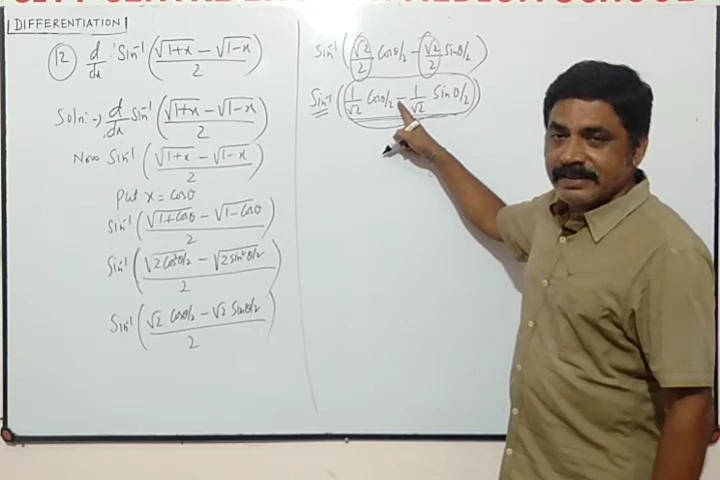 DIFFERENTIATION
12 d/dx Sin⁻¹ ((√1+x − √1−x)/2)
Soln:→ d/dx Sin⁻¹ ((√1+x − √1−x)/2)
Now Sin⁻¹ ((√1+x − √1−x)/2)
Put x = cosθ
Sin⁻¹ ((√1+cosθ − √1−cosθ)/2)
Sin⁻¹ ((√2cos²θ/2 − √2sin²θ/2)/2)
Sin⁻¹ ((√2 cosθ/2 − √2 Sinθ/2)/2)
Sin⁻¹ (√2/2 cosθ/2 − √2/2 Sinθ/2)
Sin⁻¹ (1/√2 cosθ/2 − 1/√2 Sinθ/2)